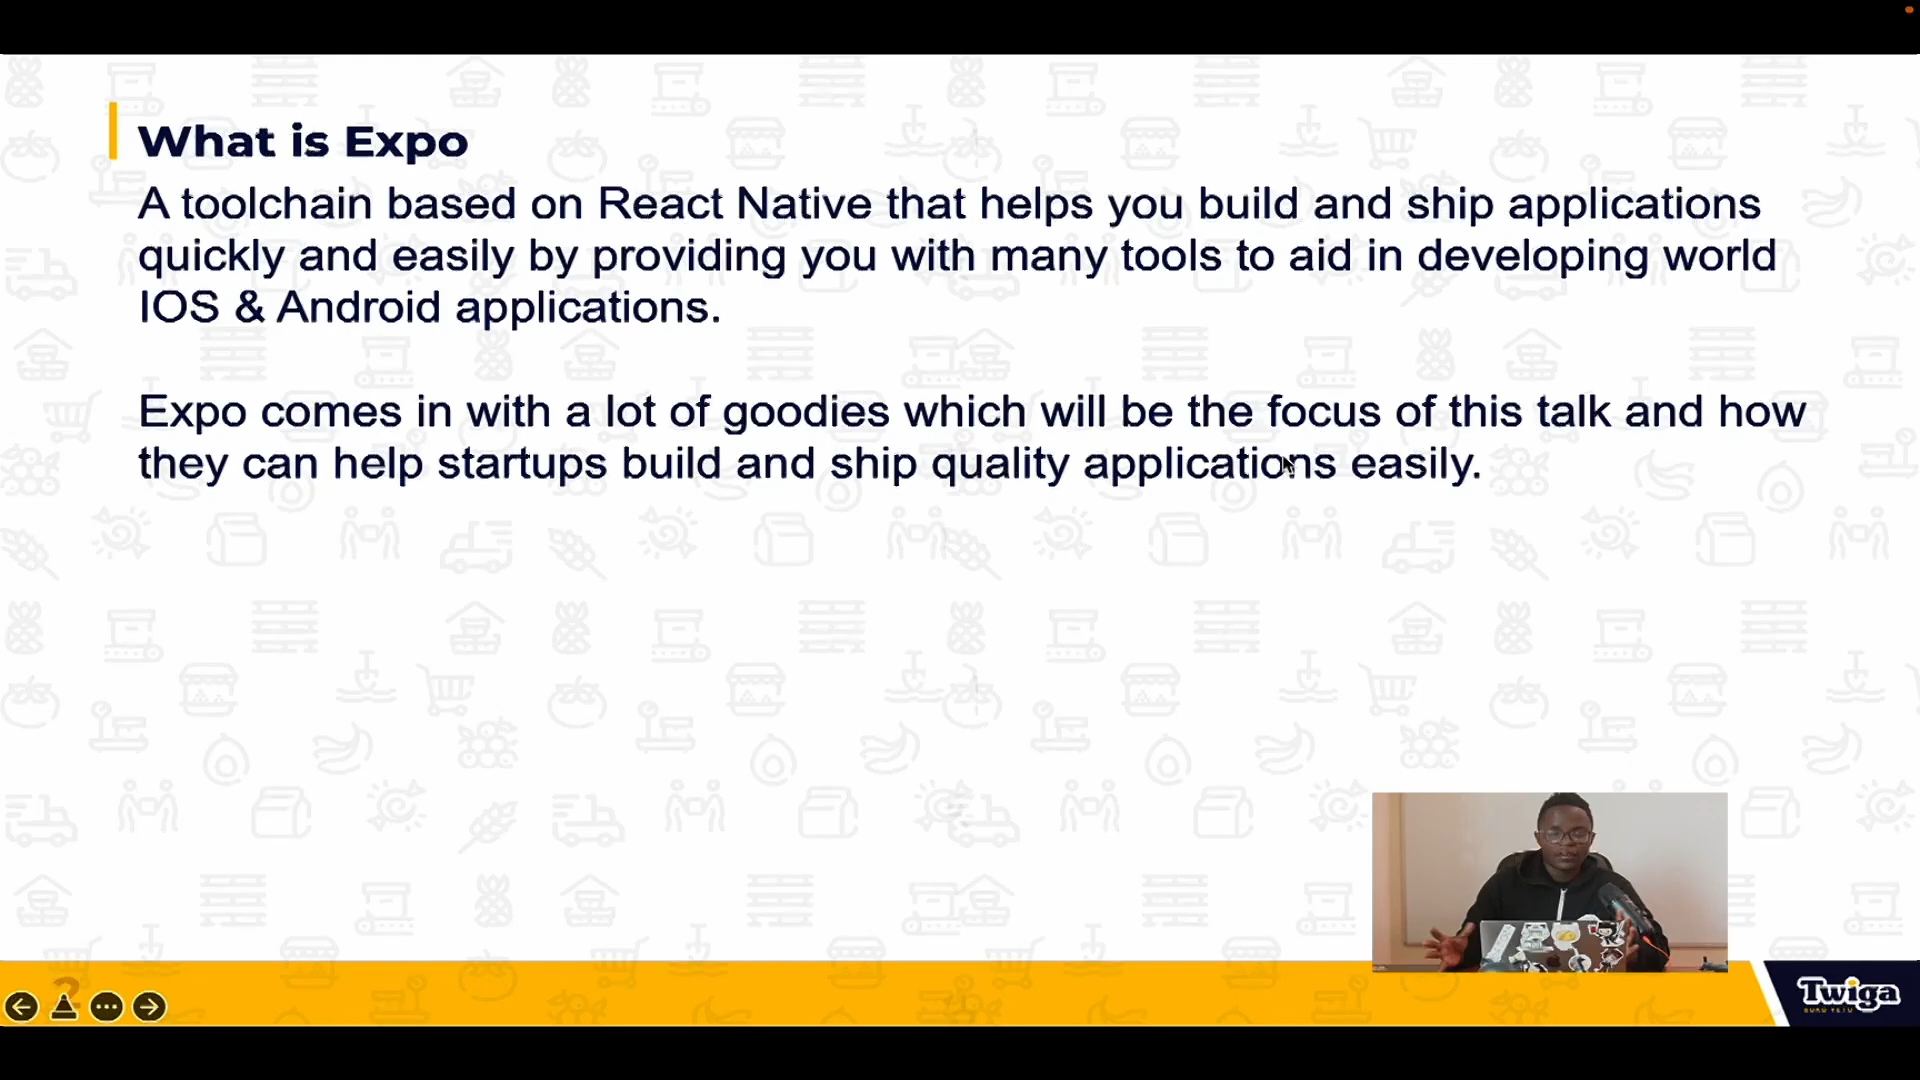 What is Expo
A toolchain based on React Native that helps you build and ship applications
quickly and easily by providing you with many tools to aid in developing world
IOS & Android applications.
Expo comes in with a lot of goodies which will be the focus of this talk and how
they can help startups build and ship quality applications easily.
2
Twiga